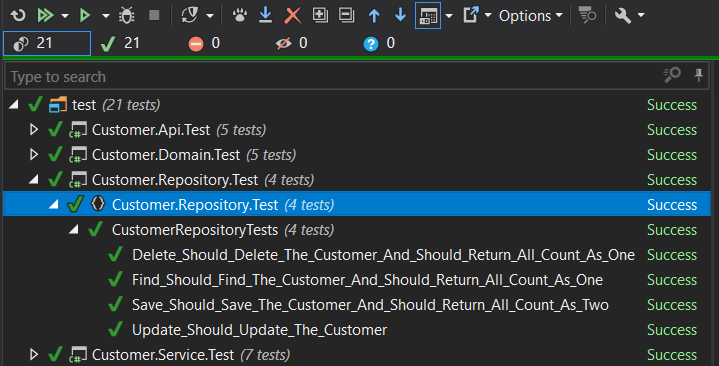 Options
21 21 0 0 0
Type to search
test (21 tests) Success
C# Customer.Api.Test (5 tests) Success
C# Customer.Domain.Test (5 tests) Success
C# Customer.Repository.Test (4 tests) Success
Customer.Repository.Test (4 tests) Success
CustomerRepositoryTests (4 tests) Success
Delete_Should_Delete_The_Customer_And_Should_Return_All_Count_As_One Success
Find_Should_Find_The_Customer_And_Should_Return_All_Count_As_One Success
Save_Should_Save_The_Customer_And_Should_Return_All_Count_As_Two Success
Update_Should_Update_The_Customer Success
C# Customer.Service.Test (7 tests) Success